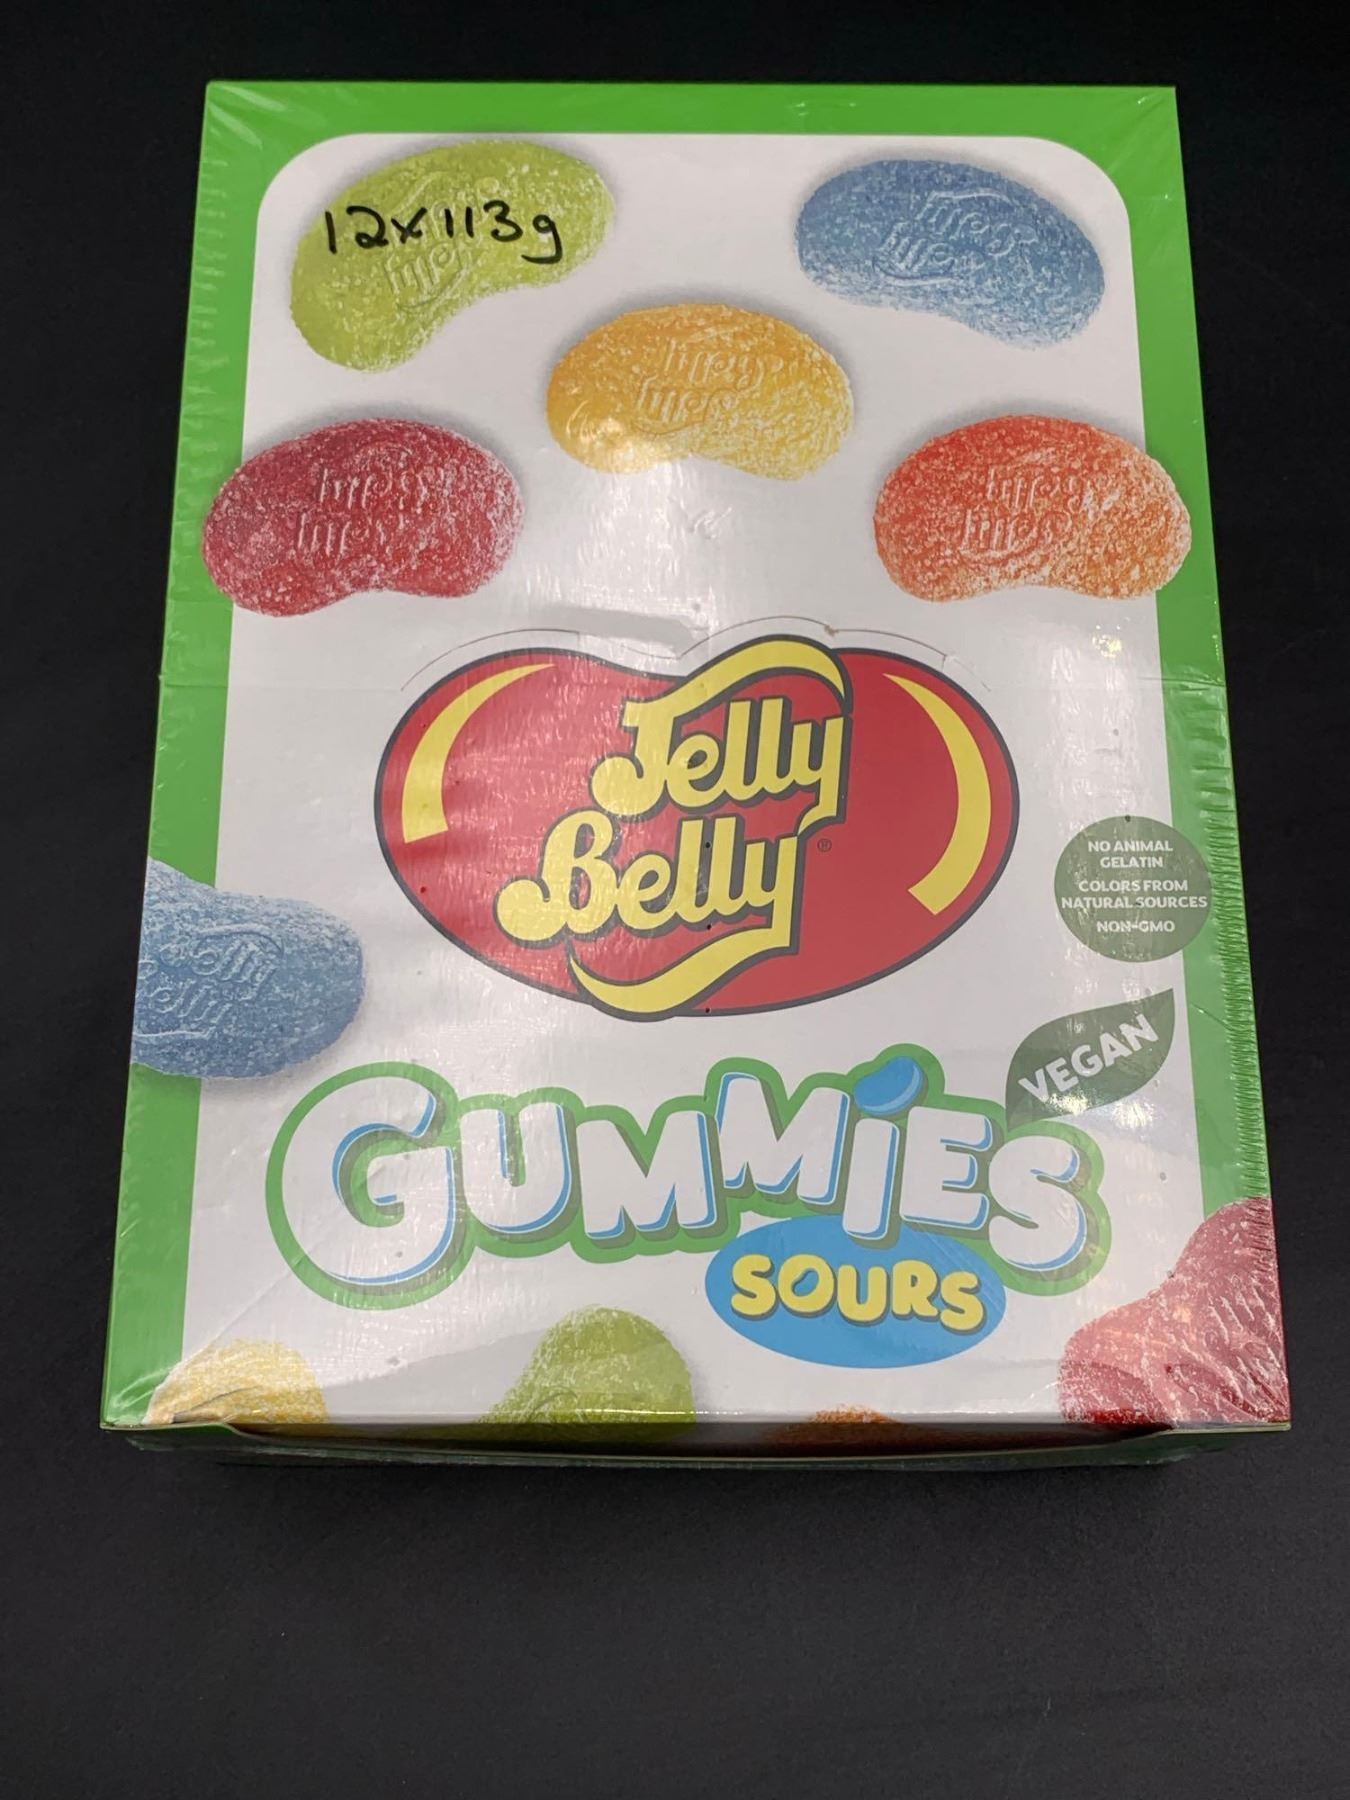 12x113g
Jelly
Belly
®
NO ANIMAL
GELATIN
COLORS FROM
NATURAL SOURCES
NON-GMO
VEGAN
GUMMiES
SOURS